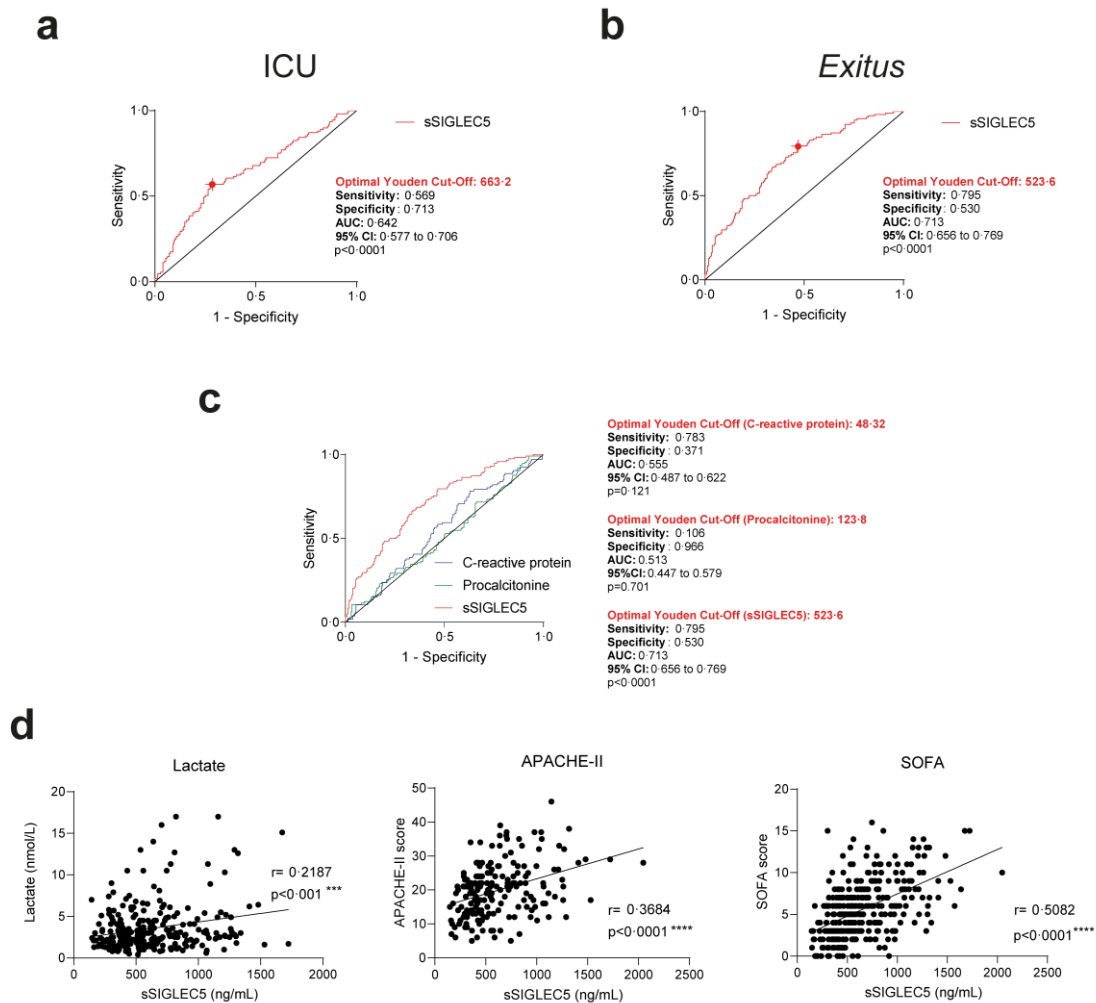 a
ICU
1·0
0·5
0·0
0·0
0·5
1·0
Sensitivity
1 - Specificity
sSIGLEC5
Optimal Youden Cut-Off: 663·2
Sensitivity: 0·569
Specificity : 0·713
AUC: 0·642
95% CI: 0·577 to 0·706
p<0·0001
b
Exitus
1·0
0·5
0·0
0·0
0·5
1·0
Sensitivity
1 - Specificity
sSIGLEC5
Optimal Youden Cut-Off: 523·6
Sensitivity: 0·795
Specificity : 0·530
AUC: 0·713
95% CI: 0·656 to 0·769
p<0·0001
c
1·0
0·5
0·0
0·0
0·5
1·0
Sensitivity
1 - Specificity
C-reactive protein
Procalcitonine
sSIGLEC5
Optimal Youden Cut-Off (C-reactive protein): 48·32
Sensitivity: 0·783
Specificity : 0·371
AUC: 0·555
95% CI: 0·487 to 0·622
p=0·121
Optimal Youden Cut-Off (Procalcitonine): 123·8
Sensitivity: 0·106
Specificity : 0·966
AUC: 0.513
95%CI: 0.447 to 0.579
p=0.701
Optimal Youden Cut-Off (sSIGLEC5): 523·6
Sensitivity: 0·795
Specificity : 0·530
AUC: 0·713
95% CI: 0·656 to 0·769
p<0·0001
d
Lactate
20
15
10
5
0
0 500 1000 1500 2000
Lactate (nmol/L)
sSIGLEC5 (ng/mL)
r= 0·2187
p<0·001 ***
APACHE-II
50
40
30
20
10
0
0 500 1000 1500 2000 2500
APACHE-II score
sSIGLEC5 (ng/mL)
r= 0·3684
p<0·0001 ****
SOFA
20
15
10
5
0
0 500 1000 1500 2000 2500
SOFA score
sSIGLEC5 (ng/mL)
r= 0·5082
p<0·0001 ****